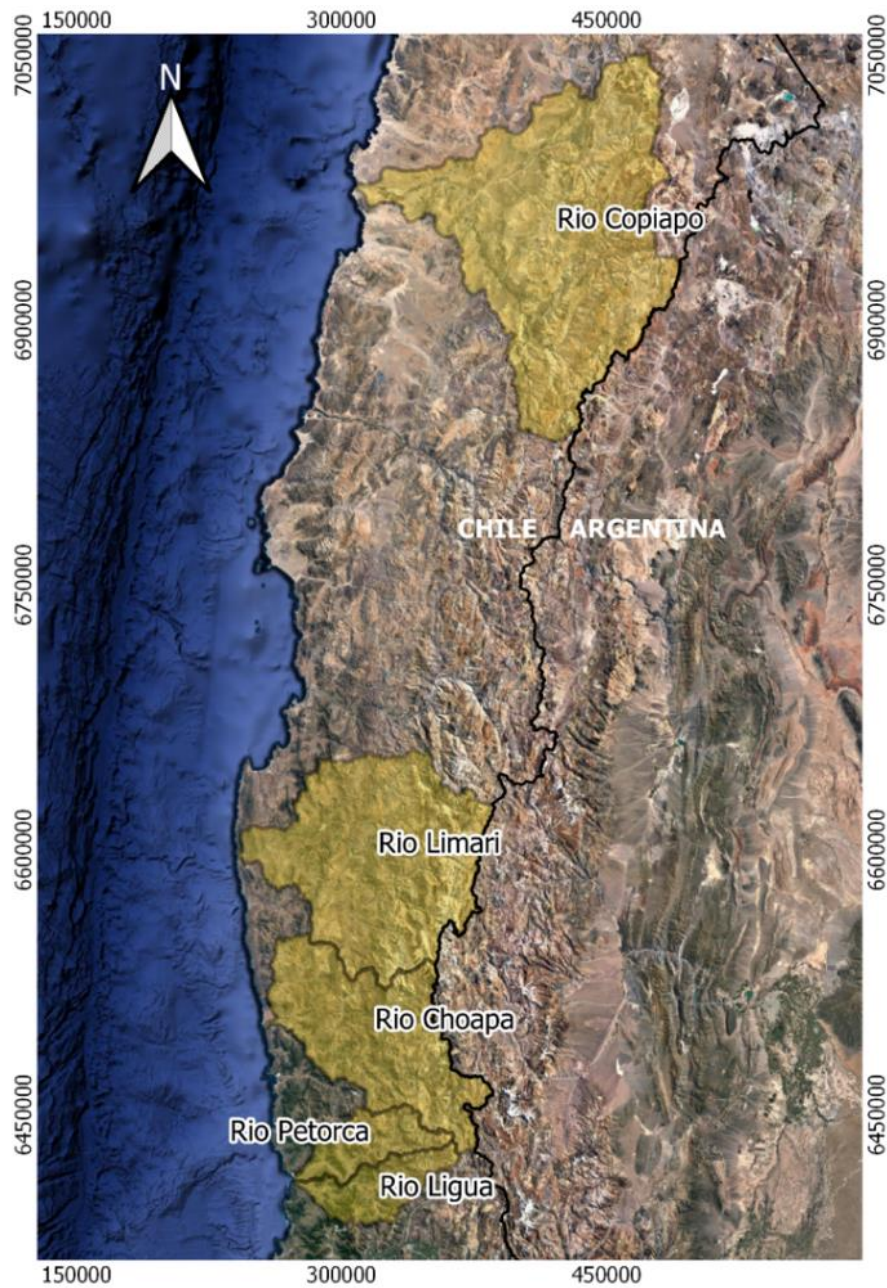 150000 300000 450000
7050000 7050000
N
Rio Copiapo
6900000 6900000
CHILE ARGENTINA
6750000 6750000
Rio Limari
6600000 6600000
Rio Choapa
6450000 6450000
Rio Petorca
Rio Ligua
150000 300000 450000